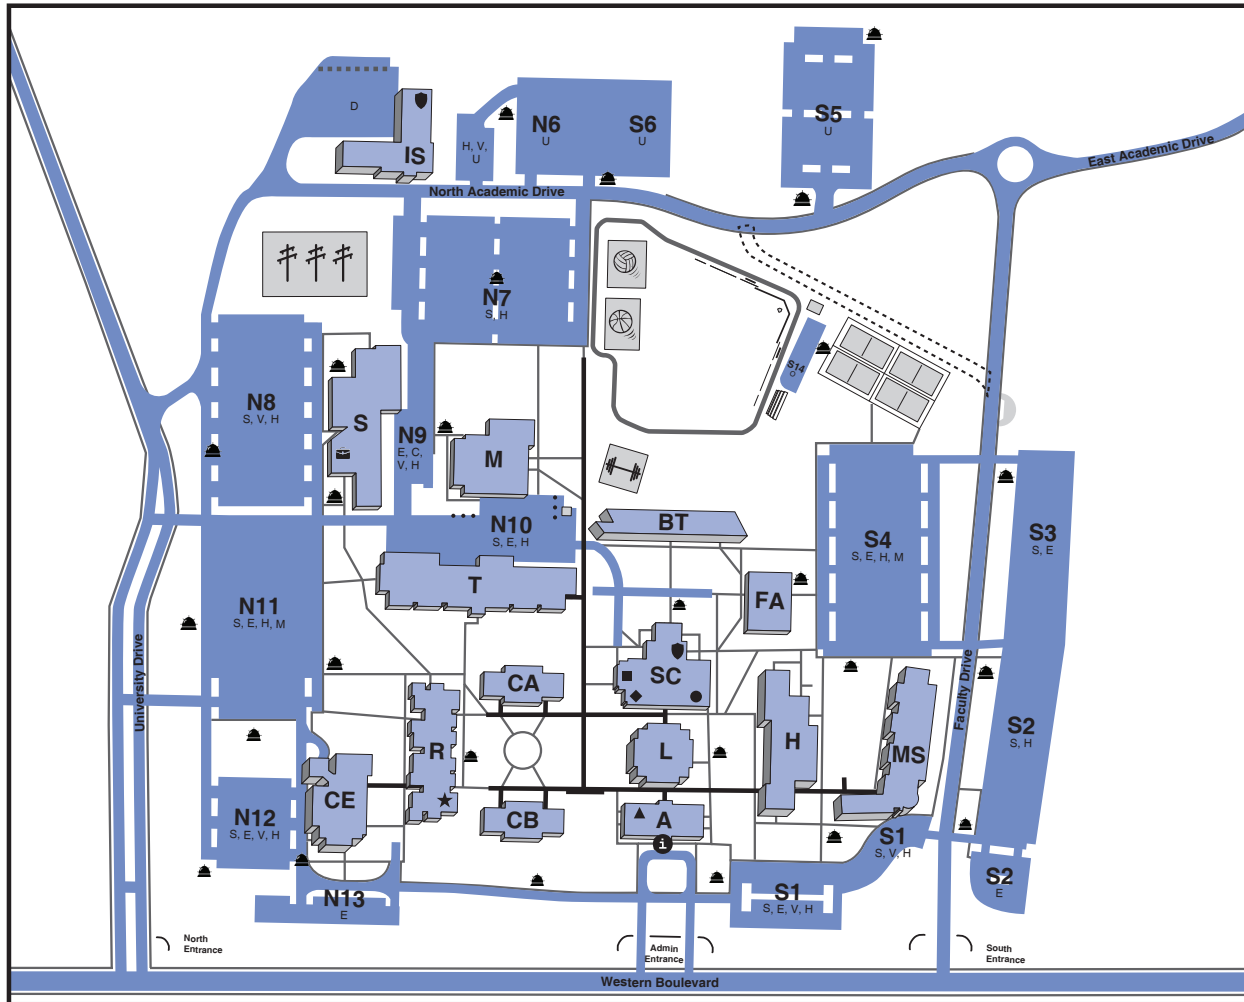 S5
U
D
N6
U
S6
U
H, V,
U
IS
East Academic Drive
North Academic Drive
N7
S, H
S14
O
N8
S, V, H
S
N9
E, C,
V, H
M
N10
S, E, H
BT
S4
S, E, H, M
S3
S, E
T
FA
N11
S, E, H, M
University Drive
CA
SC
Faculty Drive
S2
S, H
R
L
H
MS
CE
N12
S, E, V, H
CB
A
i
S1
S, V, H
S2
E
N13
E
S1
S, E, V, H
North
Entrance
Admin
Entrance
South
Entrance
Western Boulevard